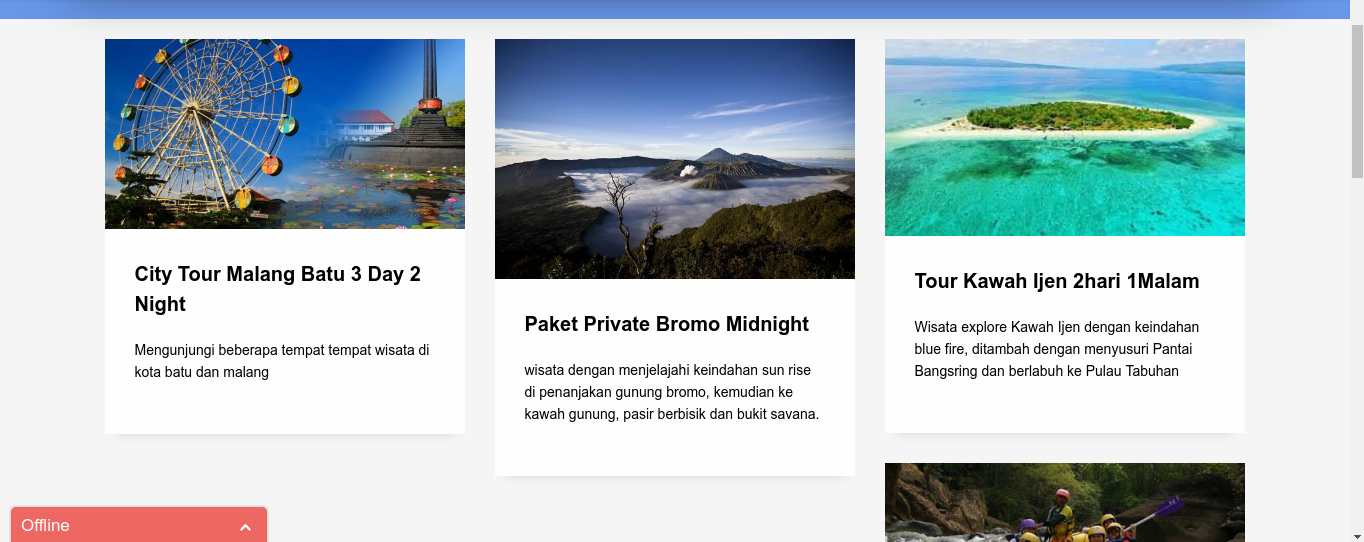 City Tour Malang Batu 3 Day 2
Night
Mengunjungi beberapa tempat tempat wisata di
kota batu dan malang
Paket Private Bromo Midnight
wisata dengan menjelajahi keindahan sun rise
di penanjakan gunung bromo, kemudian ke
kawah gunung, pasir berbisik dan bukit savana.
Tour Kawah Ijen 2hari 1Malam
Wisata explore Kawah Ijen dengan keindahan
blue fire, ditambah dengan menyusuri Pantai
Bangsring dan berlabuh ke Pulau Tabuhan
Offline